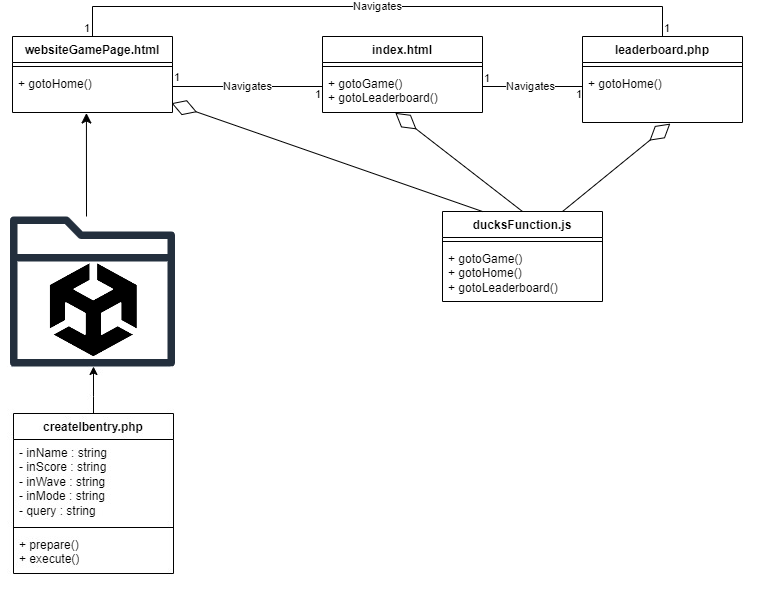 Navigates
1
1
websiteGamePage.html
index.html
leaderboard.php
+ gotoHome()
1
Navigates
1
+ gotoGame()
+ gotoLeaderboard()
1
Navigates
1
+ gotoHome()
ducksFunction.js
+ gotoGame()
+ gotoHome()
+ gotoLeaderboard()
createlbentry.php
- inName : string
- inScore : string
- inWave : string
- inMode : string
- query : string
+ prepare()
+ execute()